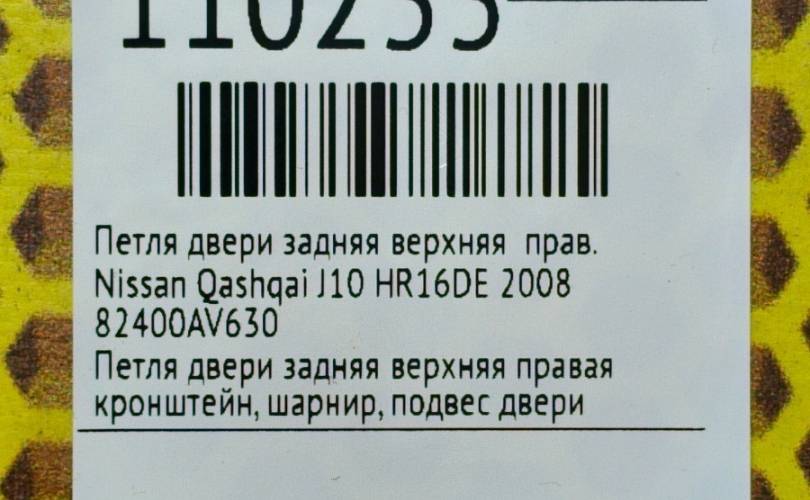 110255
Петля двери задняя верхняя прав.
Nissan Qashqai J10 HR16DE 2008
82400AV630
Петля двери задняя верхняя правая
кронштейн, шарнир, подвес двери